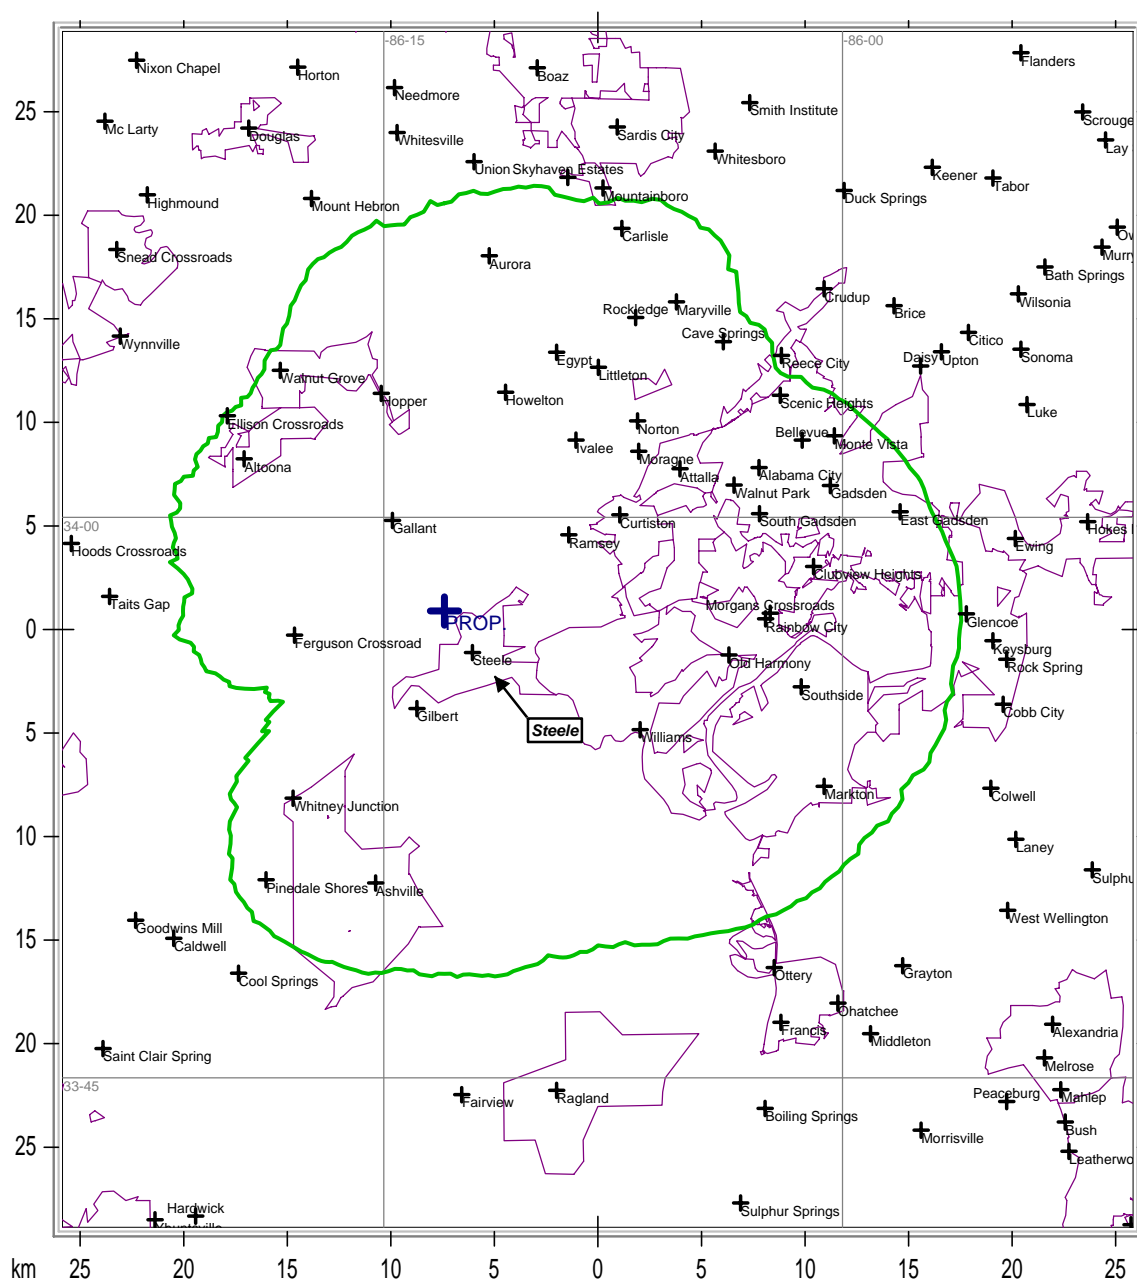 -86-15
-86-00
Nixon Chapel
Horton
Boaz
Flanders
Needmore
25
Smith Institute
Scrouge
Mc Larty
Douglas
Whitesville
Sardis City
Lay
Whitesboro
Union Skyhaven Estates
Keener
Tabor
20
Highmound
Mount Hebron
Mountainboro
Duck Springs
Carlisle
Snead Crossroads
Aurora
Murry
Bath Springs
15
Crudup
Wilsonia
Rockledge
Maryville
Brice
Wynnville
Cave Springs
Citico
Egypt
Reece City
Daisy
Upton
Sonoma
Walnut Grove
Littleton
10
Hopper
Howelton
Scenic Heights
Luke
Ellison Crossroads
Norton
Bellevue
Monte Vista
Ivalee
Moragne
Altoona
Attalla
Alabama City
Walnut Park
Gadsden
5
34-00
Gallant
Curtiston
South Gadsden
East Gadsden
Hokes
Hoods Crossroads
Ramsey
Ewing
Clubview Heights
Taits Gap
Morgans Crossroads
0
PROP.
Rainbow City
Glencoe
Ferguson Crossroad
Keysburg
Steele
Old Harmony
Rock Spring
Southside
5
Gilbert
Steele
Williams
Cobb City
Whitney Junction
Markton
Colwell
10
Laney
Pinedale Shores
Ashville
Sulphu
15
Goodwins Mill
West Wellington
Caldwell
Cool Springs
Ottery
Grayton
Ohatchee
20
Saint Clair Spring
Francis
Middleton
Alexandria
Melrose
33-45
Fairview
Ragland
Peaceburg
Mahlep
Boiling Springs
25
Morrisville
Bush
Leatherwo
Hardwick
Sulphur Springs
km
25
20
15
10
5
0
5
10
15
20
25